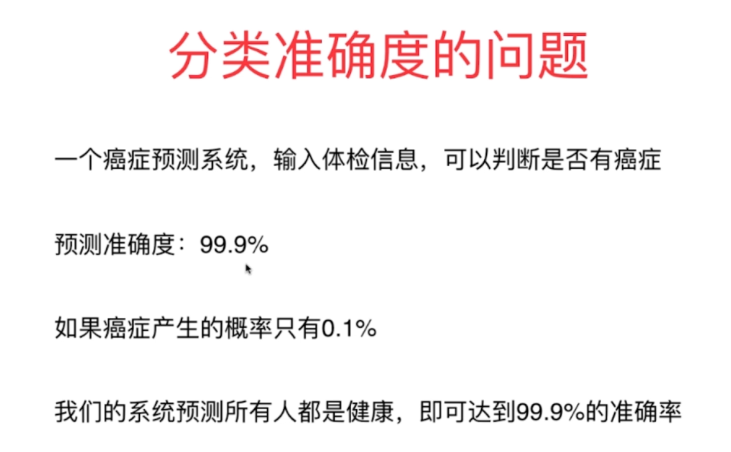 分类准确度的问题
一个癌症预测系统，输入体检信息，可以判断是否有癌症
预测准确度：99.9%
如果癌症产生的概率只有0.1%
我们的系统预测所有人都是健康，即可达到99.9%的准确率